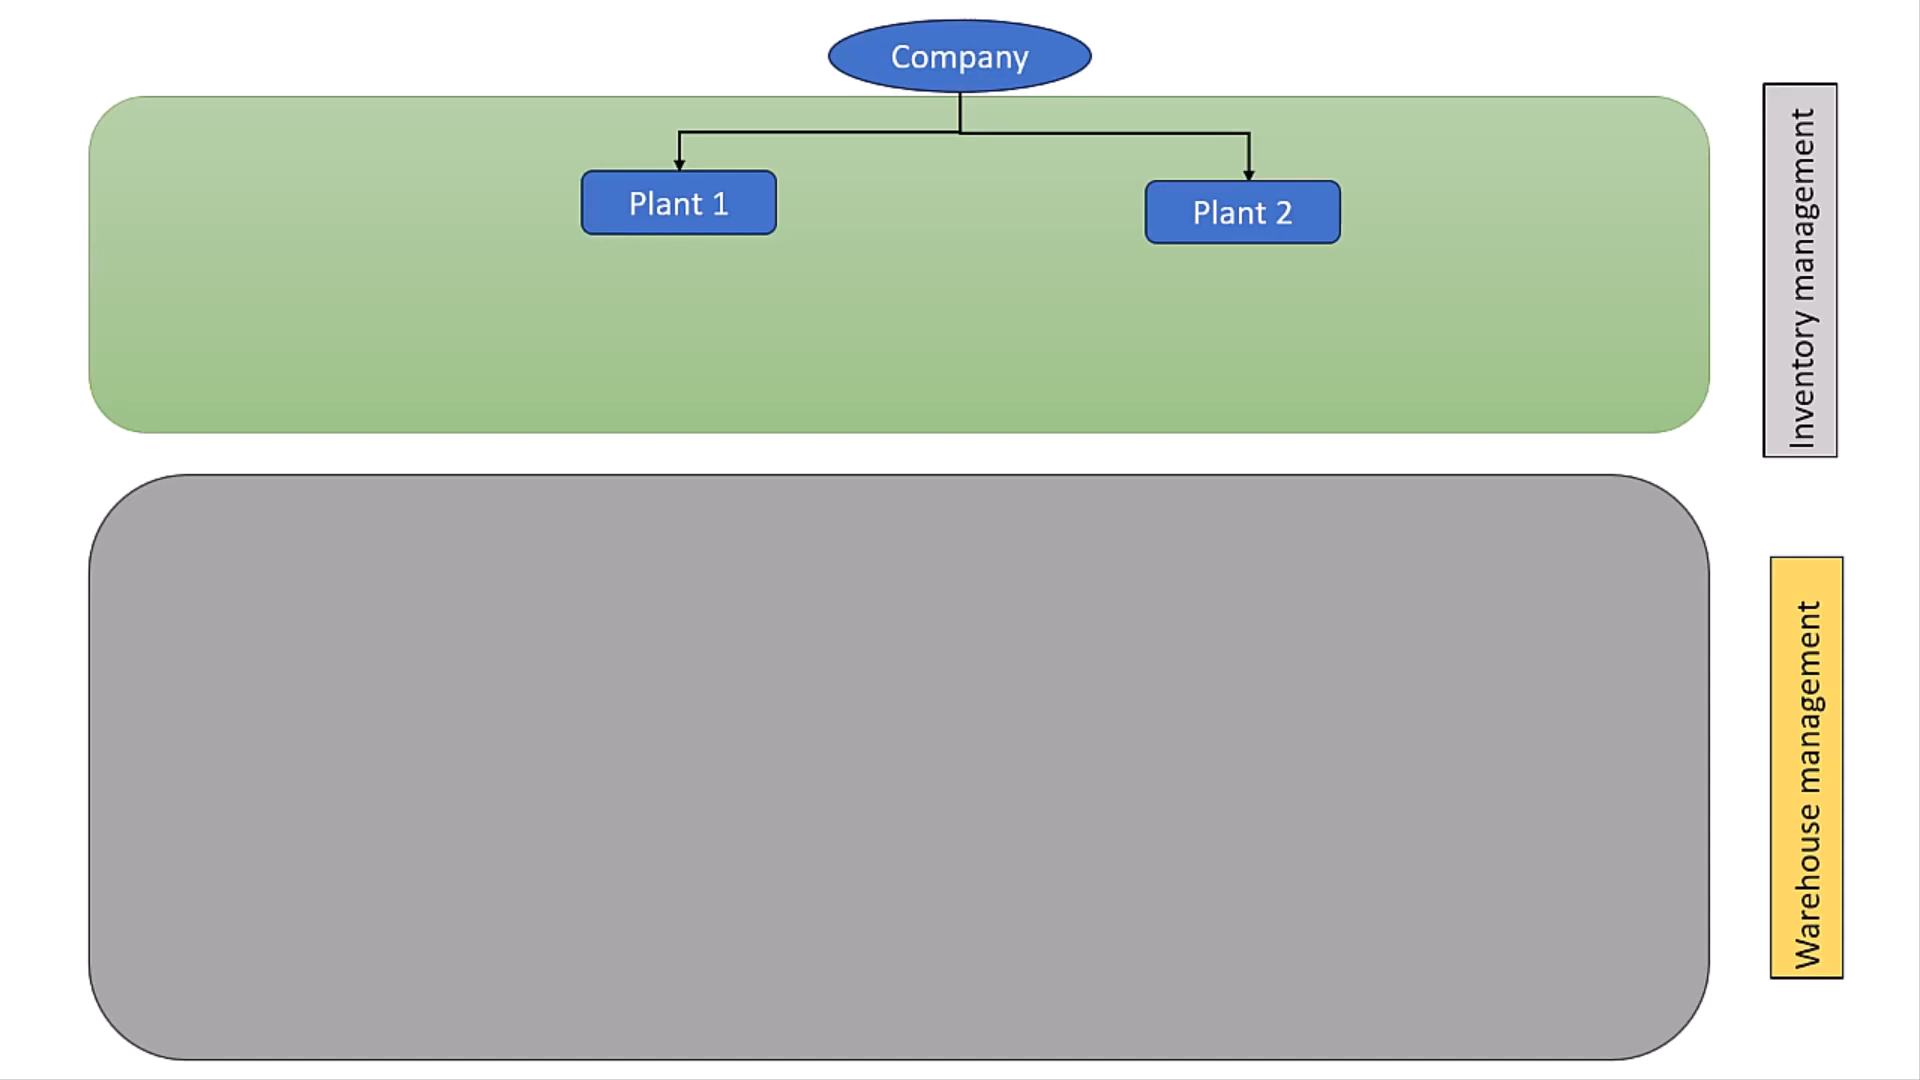 Company
Plant 1
Plant 2
Inventory management
Warehouse management